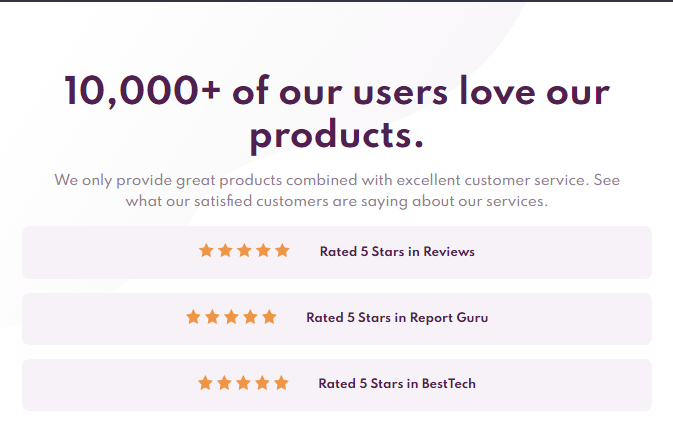 10,000+ of our users love our
products.
We only provide great products combined with excellent customer service. See
what our satisfied customers are saying about our services.
Rated 5 Stars in Reviews
Rated 5 Stars in Report Guru
Rated 5 Stars in BestTech